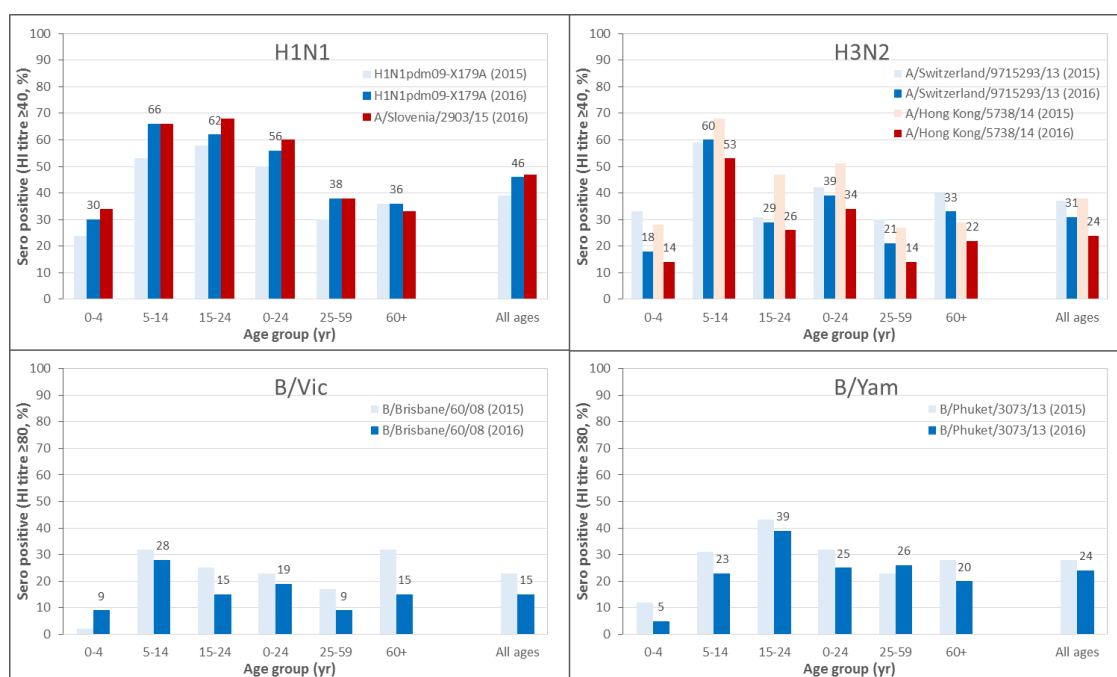 H1N1
H1N1pdm09-X179A (2015)
H1N1pdm09-X179A (2016)
A/Slovenia/2903/15 (2016)
Sero positive (HI titre ≥40, %)
100
90
80
70
60
50
40
30
20
10
0
30
66
62
56
38
36
46
0-4 5-14 15-24 0-24 25-59 60+ All ages
Age group (yr)
H3N2
A/Switzerland/9715293/13 (2015)
A/Switzerland/9715293/13 (2016)
A/Hong Kong/5738/14 (2015)
A/Hong Kong/5738/14 (2016)
Sero positive (HI titre ≥40, %)
100
90
80
70
60
50
40
30
20
10
0
18
14
60
53
29
26
39
34
21
14
33
22
31
24
0-4 5-14 15-24 0-24 25-59 60+ All ages
Age group (yr)
B/Vic
B/Brisbane/60/08 (2015)
B/Brisbane/60/08 (2016)
Sero positive (HI titre ≥80, %)
100
90
80
70
60
50
40
30
20
10
0
9
28
15
19
9
15
15
0-4 5-14 15-24 0-24 25-59 60+ All ages
Age group (yr)
B/Yam
B/Phuket/3073/13 (2015)
B/Phuket/3073/13 (2016)
Sero positive (HI titre ≥80, %)
100
90
80
70
60
50
40
30
20
10
0
5
23
39
25
26
20
24
0-4 5-14 15-24 0-24 25-59 60+ All ages
Age group (yr)